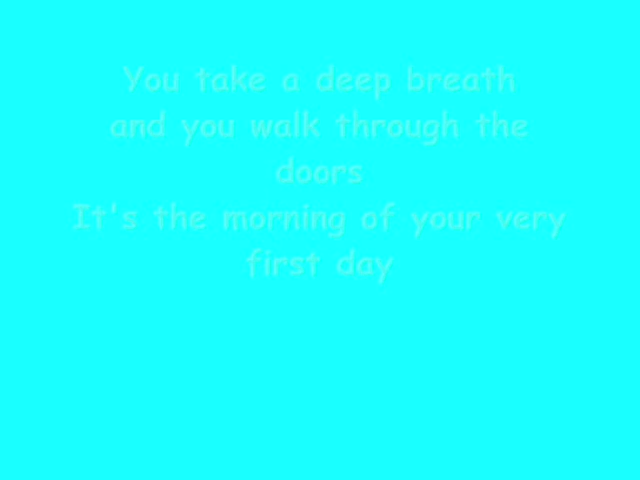 You take a deep breath
and you walk through the
doors
It's the morning of your very
first day